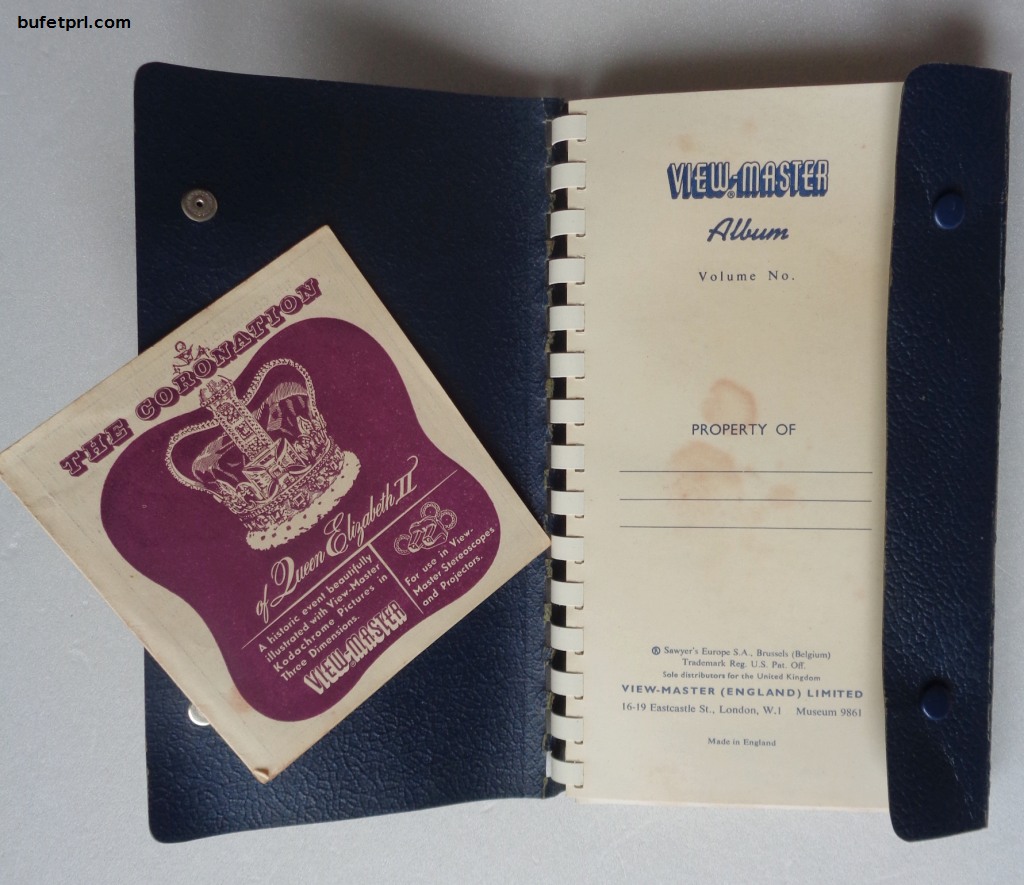 bufetprl.com
THE CORONATION
of Queen Elizabeth II
A historic event beautifully
illustrated with View-Master
Kodachrome Pictures in
Three Dimensions.
VIEW-MASTER
For use in View-
Master Stereoscopes
and Projectors.
VIEW-MASTER
®
Album
Volume No.
PROPERTY OF
® Sawyer's Europe S.A., Brussels (Belgium)
Trademark Reg. U.S. Pat. Off.
Sole distributors for the United Kingdom
VIEW-MASTER (ENGLAND) LIMITED
16-19 Eastcastle St., London, W.1 Museum 9861
Made in England